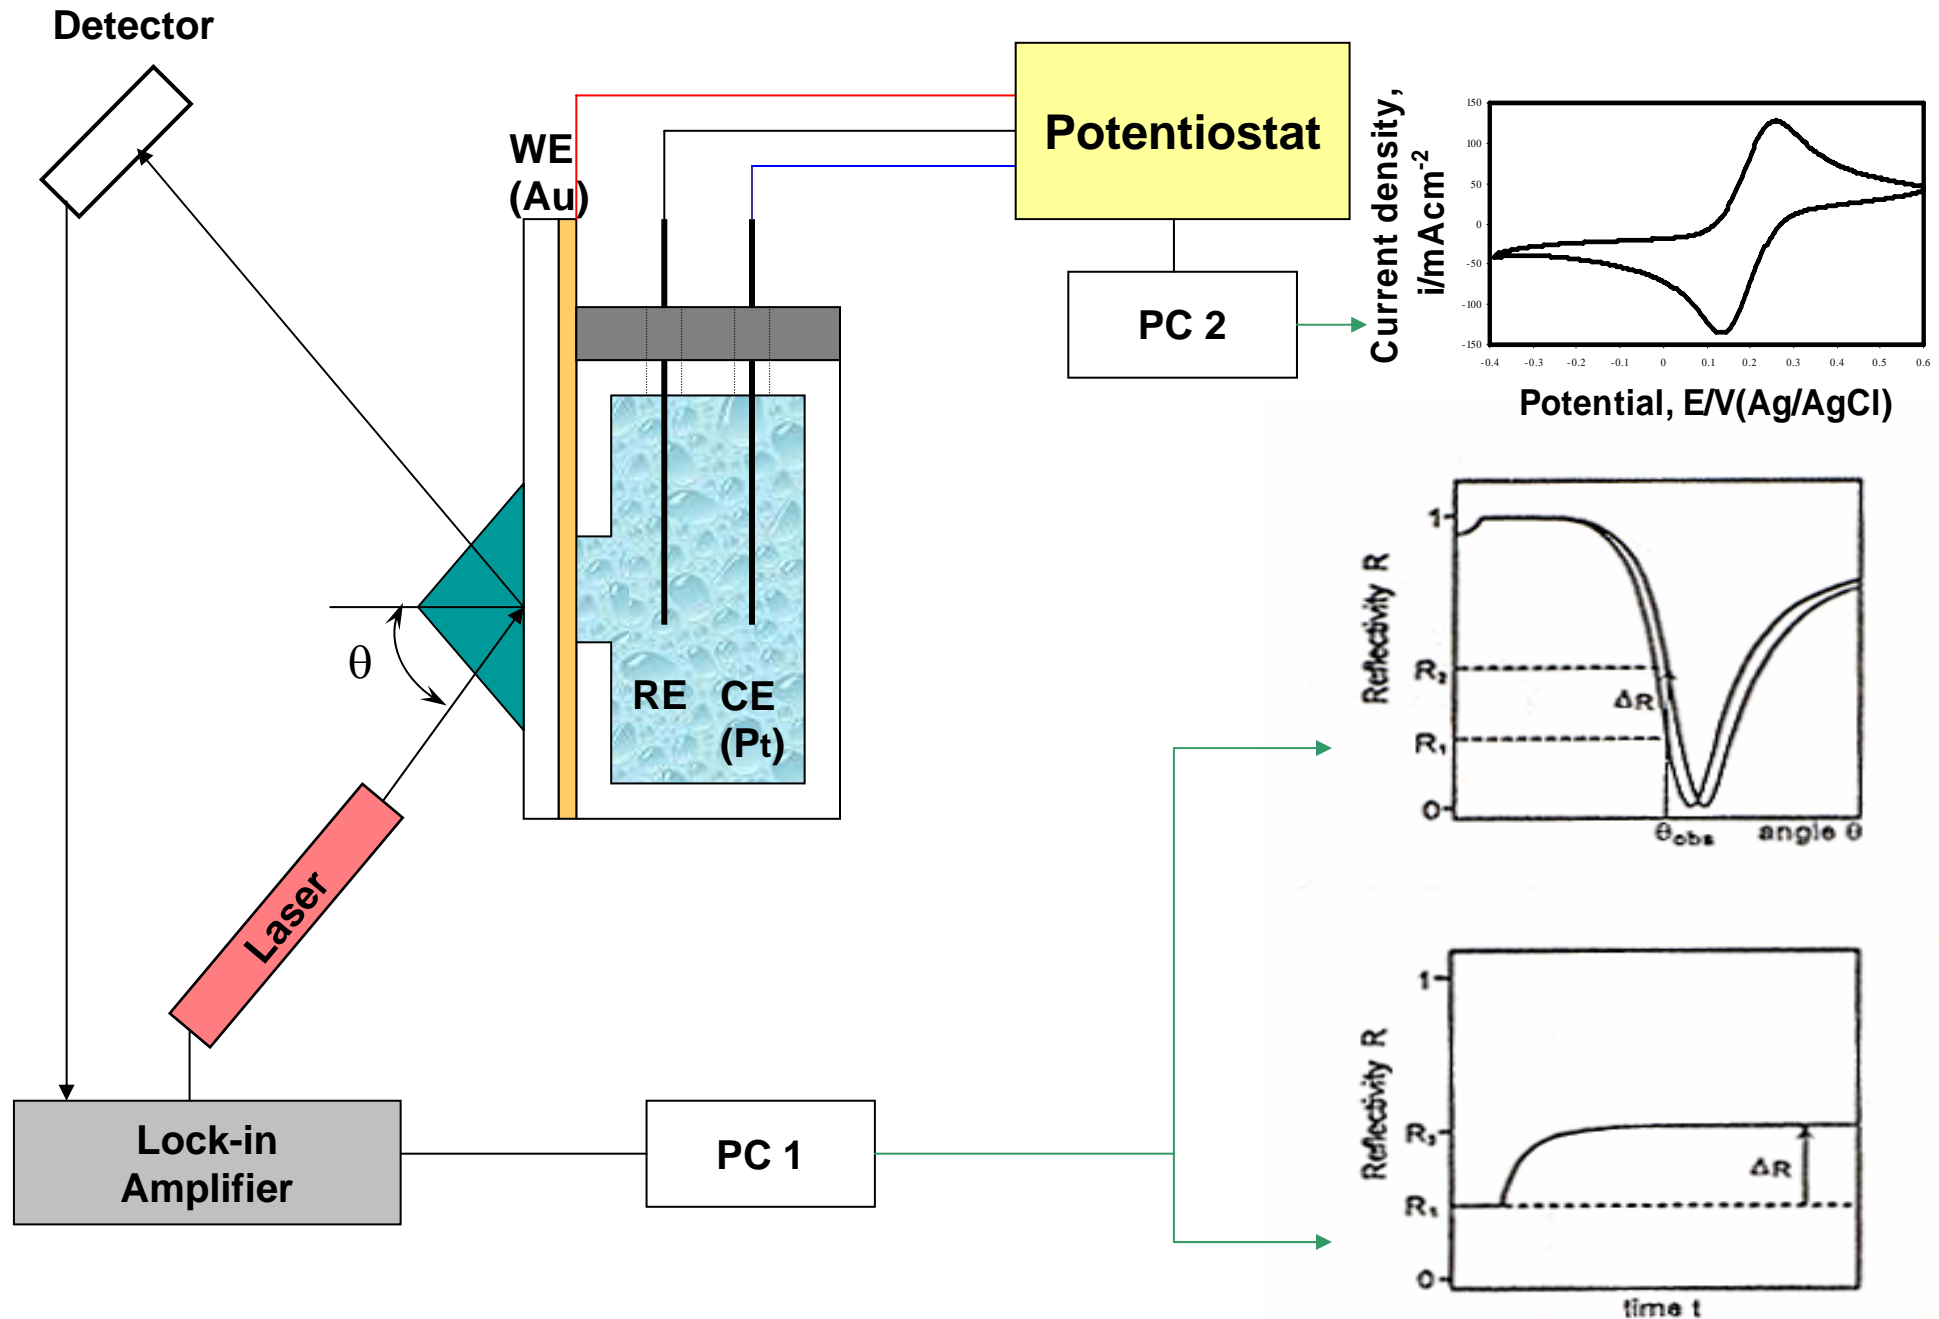 Detector
WE
(Au)
Potentiostat
PC 2
RE
CE
(Pt)
θ
Laser
Lock-in
Amplifier
PC 1
Current density,
i/mAcm-2
150
100
50
0
-50
-100
-150
-0.4 -0.3 -0.2 -0.1 0 0.1 0.2 0.3 0.4 0.5 0.6
Potential, E/V(Ag/AgCl)
Reflectivity R
1
R2
ΔR
R1
0
θobs angle θ
Reflectivity R
1
R3
ΔR
R1
0
time t